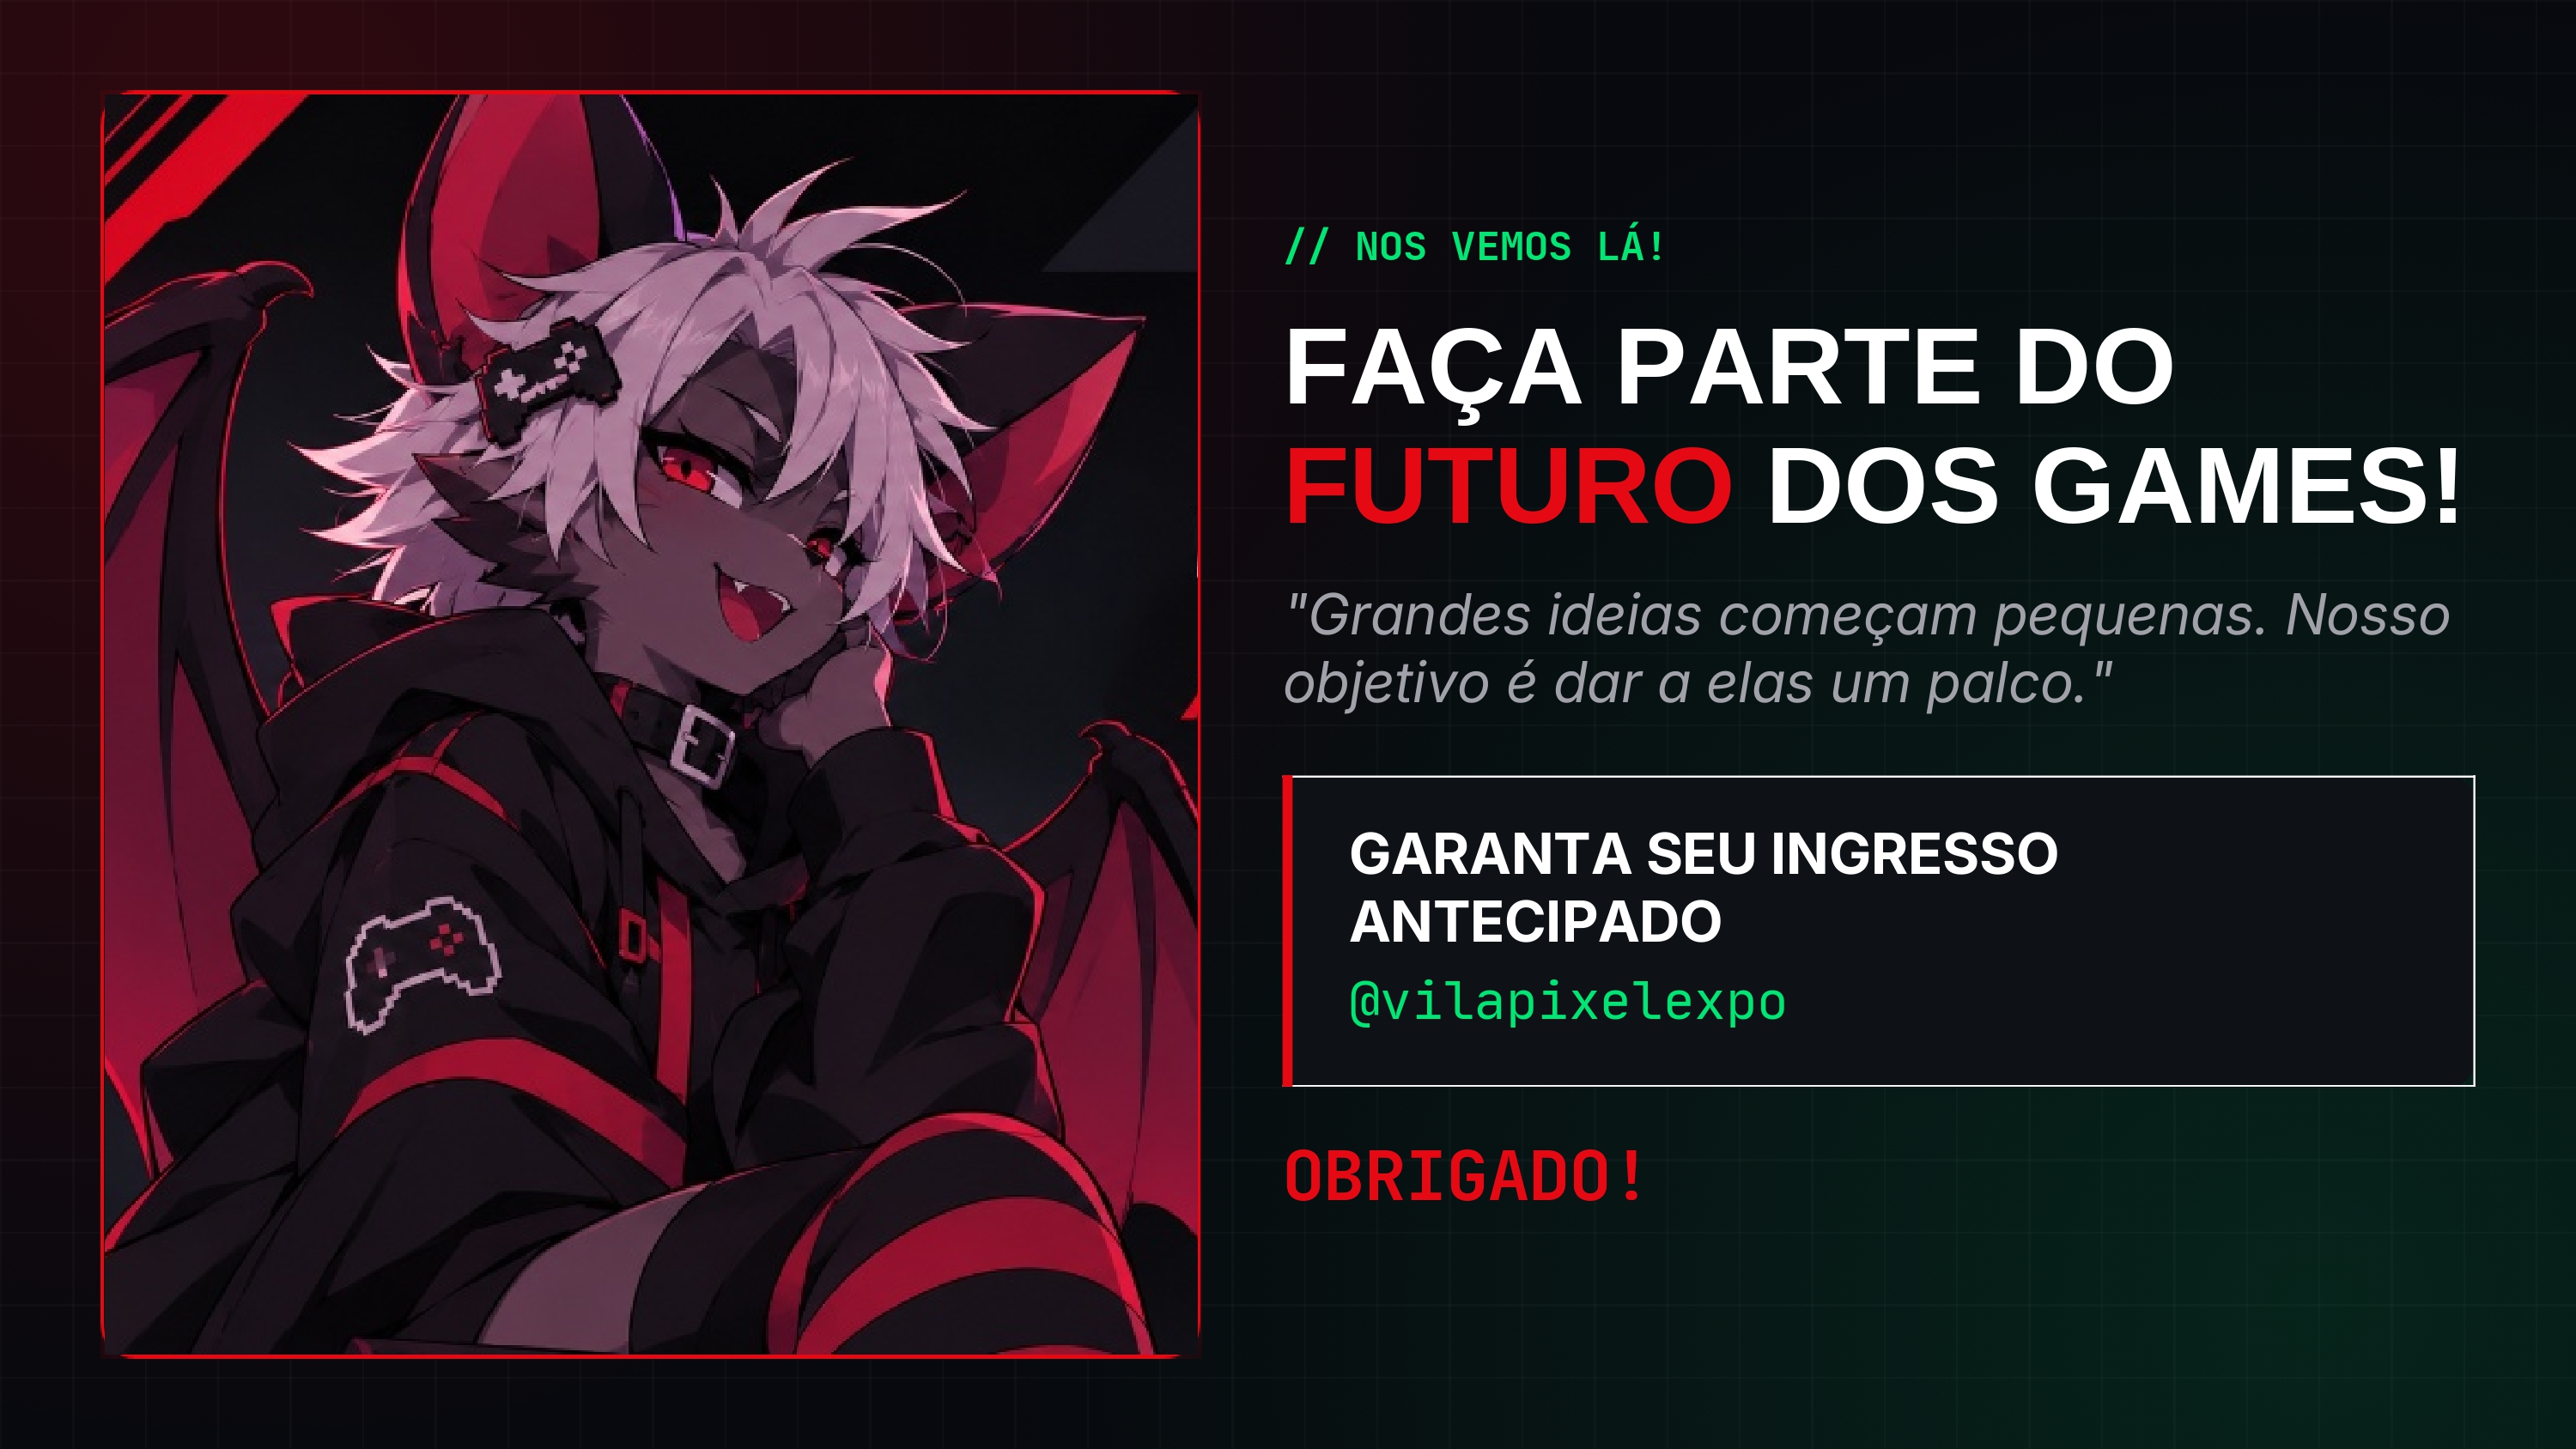 // NOS VEMOS LÁ!
FAÇA PARTE DO
FUTURO DOS GAMES!
"Grandes ideias começam pequenas. Nosso
objetivo é dar a elas um palco."
GARANTA SEU INGRESSO
ANTECIPADO
@vilapixelexpo
OBRIGADO!